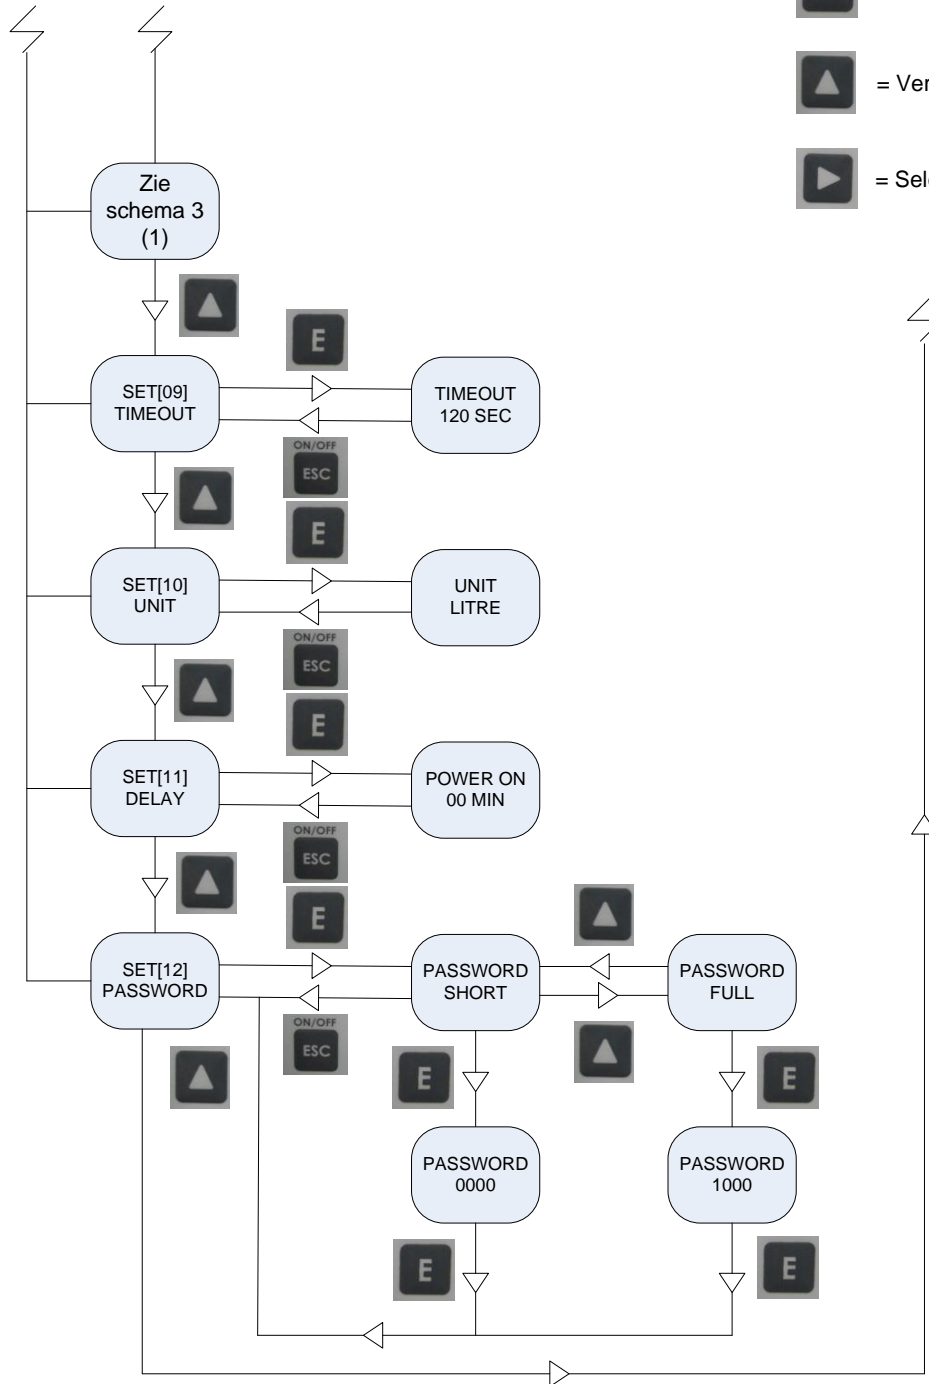 = Ver
= Sel
Zie
schema 3
(1)
E
SET[09]
TIMEOUT
TIMEOUT
120 SEC
ON/OFF
ESC
E
SET[10]
UNIT
UNIT
LITRE
ON/OFF
ESC
E
SET[11]
DELAY
POWER ON
00 MIN
ON/OFF
ESC
E
SET[12]
PASSWORD
PASSWORD
SHORT
PASSWORD
FULL
ON/OFF
ESC
E
E
PASSWORD
0000
PASSWORD
1000
E
E